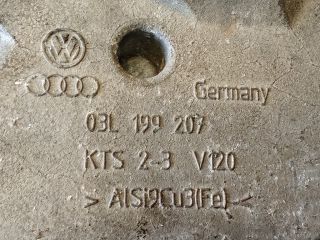 Germany
03L 199 207
KTS 2-3 V120
> AlSi9Cu3(Fe) <